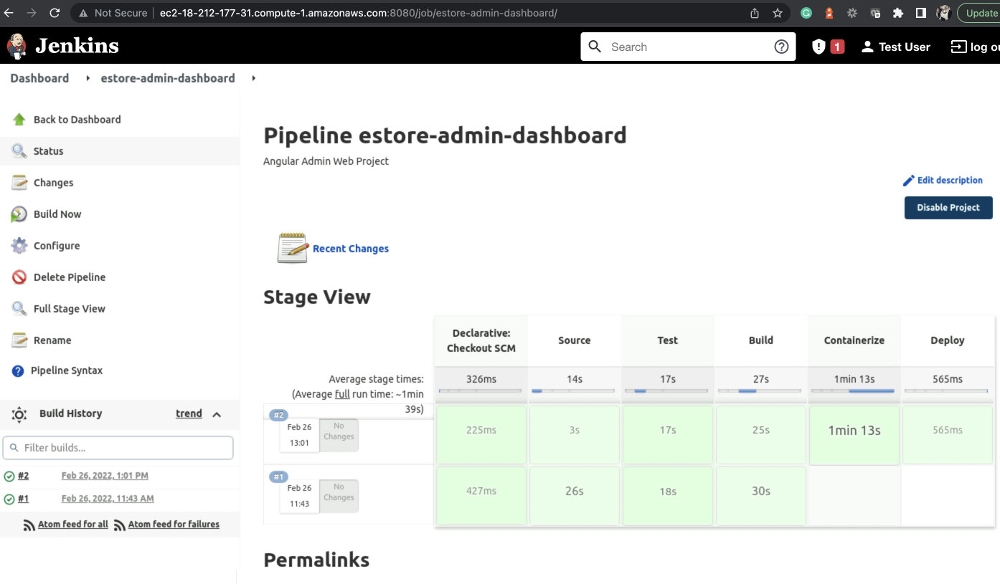 Not Secure ec2-18-212-177-31.compute-1.amazonaws.com:8080/job/estore-admin-dashboard/ Update
Jenkins Search 1 Test User log ou
Dashboard estore-admin-dashboard
Back to Dashboard
Status
Changes
Build Now
Configure
Delete Pipeline
Full Stage View
Rename
? Pipeline Syntax
Build History trend
Filter builds...
#2 Feb 26, 2022, 1:01 PM
#1 Feb 26, 2022, 11:43 AM
Atom feed for all Atom feed for failures
Pipeline estore-admin-dashboard
Angular Admin Web Project
Edit description
Disable Project
Recent Changes
Stage View
Declarative:
Checkout SCM Source Test Build Containerize Deploy
Average stage times:
(Average full run time: ~1min
39s)
326ms 14s 17s 27s 1min 13s 565ms
#2
Feb 26
13:01
No
Changes
225ms 3s 17s 25s 1min 13s 565ms
#1
Feb 26
11:43
No
Changes
427ms 26s 18s 30s
Permalinks